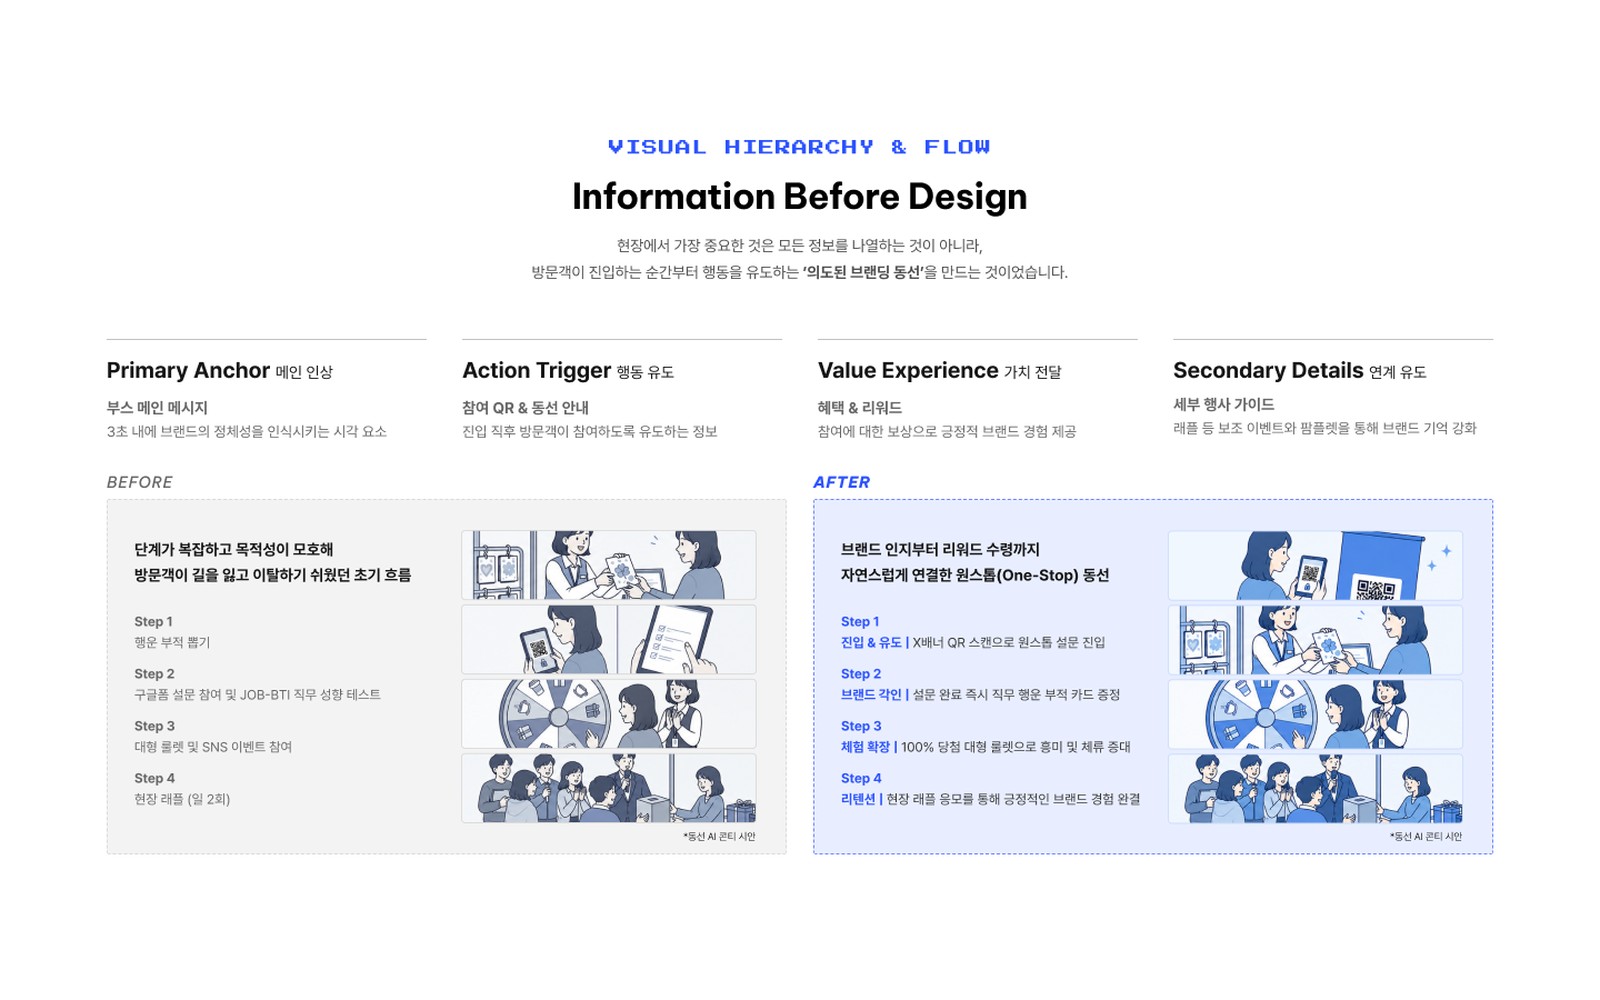 VISUAL HIERARCHY & FLOW
Information Before Design
현장에서 가장 중요한 것은 모든 정보를 나열하는 것이 아니라,
방문객이 진입하는 순간부터 행동을 유도하는 ‘의도된 브랜딩 동선’을 만드는 것이었습니다.
Primary Anchor 메인 인상
부스 메인 메시지
3초 내에 브랜드의 정체성을 인식시키는 시각 요소
Action Trigger 행동 유도
참여 QR & 동선 안내
진입 직후 방문객이 참여하도록 유도하는 정보
Value Experience 가치 전달
혜택 & 리워드
참여에 대한 보상으로 긍정적 브랜드 경험 제공
Secondary Details 연계 유도
세부 행사 가이드
래플 등 보조 이벤트와 팜플렛을 통해 브랜드 기억 강화
BEFORE
단계가 복잡하고 목적성이 모호해
방문객이 길을 잃고 이탈하기 쉬웠던 초기 흐름
Step 1
행운 부적 뽑기
Step 2
구글폼 설문 참여 및 JOB-BTI 직무 성향 테스트
Step 3
대형 룰렛 및 SNS 이벤트 참여
Step 4
현장 래플 (일 2회)
*동선 AI 콘티 시안
AFTER
브랜드 인지부터 리워드 수령까지
자연스럽게 연결한 원스톱(One-Stop) 동선
Step 1
진입 & 유도 | X배너 QR 스캔으로 원스톱 설문 진입
Step 2
브랜드 각인 | 설문 완료 즉시 직무 행운 부적 카드 증정
Step 3
체험 확장 | 100% 당첨 대형 룰렛으로 흥미 및 체류 증대
Step 4
리텐션 | 현장 래플 응모를 통해 긍정적인 브랜드 경험 완결
*동선 AI 콘티 시안